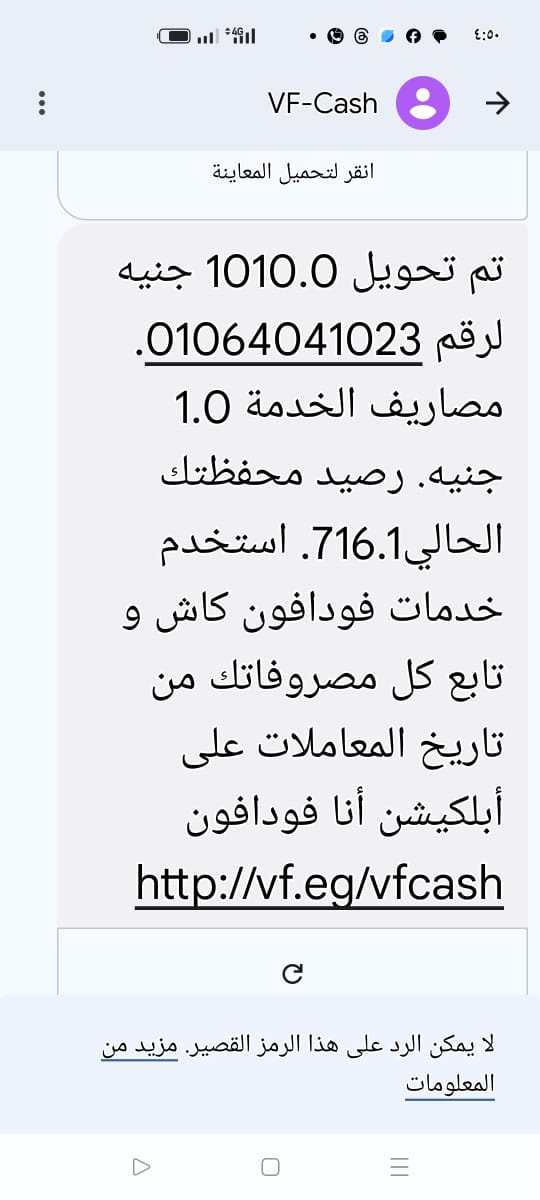 ٤:٥٠
4G
VF-Cash
انقر لتحميل المعاينة
تم تحويل 1010.0 جنيه
لرقم 01064041023.
مصاريف الخدمة 1.0
جنيه. رصيد محفظتك
الحالي716.1. استخدم
خدمات فودافون كاش و
تابع كل مصروفاتك من
تاريخ المعاملات على
أبلكيشن أنا فودافون
http://vf.eg/vfcash
لا يمكن الرد على هذا الرمز القصير. مزيد من
المعلومات